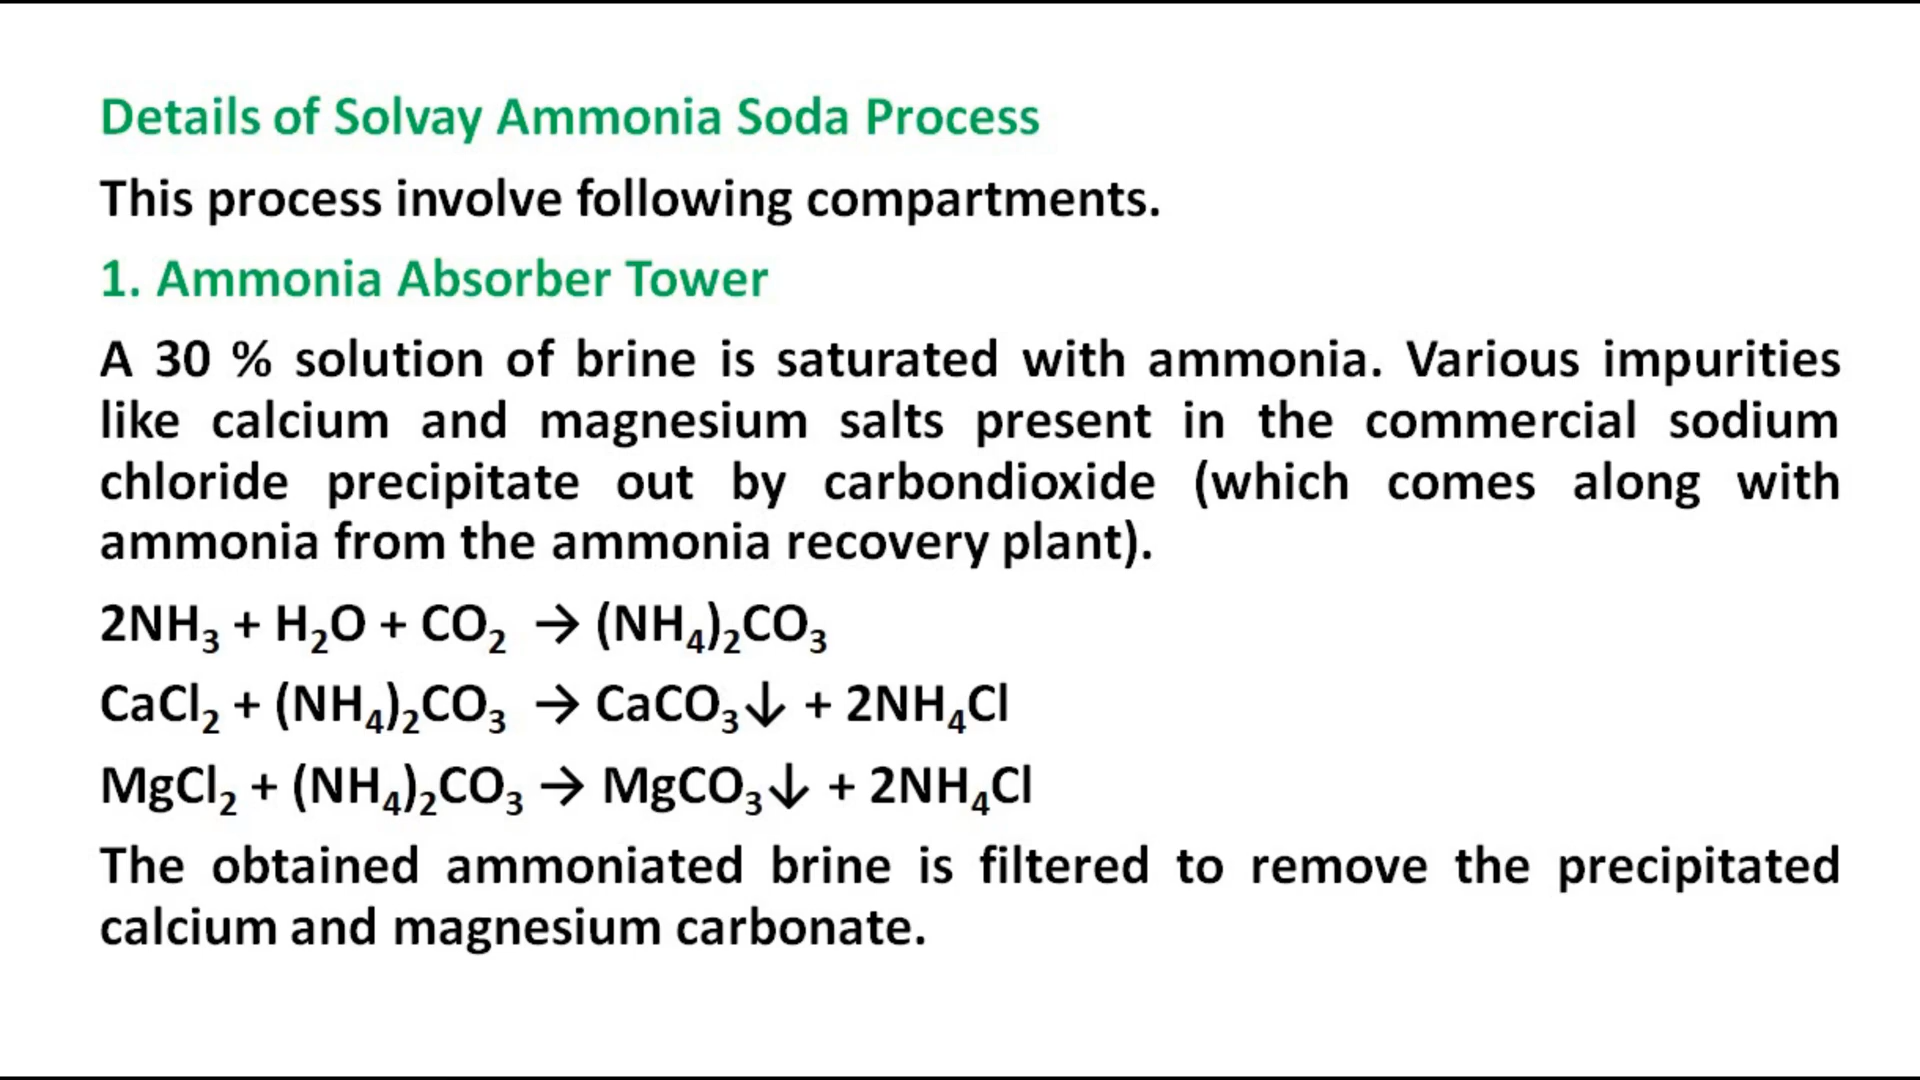 Details of Solvay Ammonia Soda Process
This process involve following compartments.
1. Ammonia Absorber Tower
A 30 % solution of brine is saturated with ammonia. Various impurities
like calcium and magnesium salts present in the commercial sodium
chloride precipitate out by carbondioxide (which comes along with
ammonia from the ammonia recovery plant).
2NH₃ + H₂O + CO₂ → (NH₄)₂CO₃
CaCl₂ + (NH₄)₂CO₃ → CaCO₃↓ + 2NH₄Cl
MgCl₂ + (NH₄)₂CO₃ → MgCO₃↓ + 2NH₄Cl
The obtained ammoniated brine is filtered to remove the precipitated
calcium and magnesium carbonate.